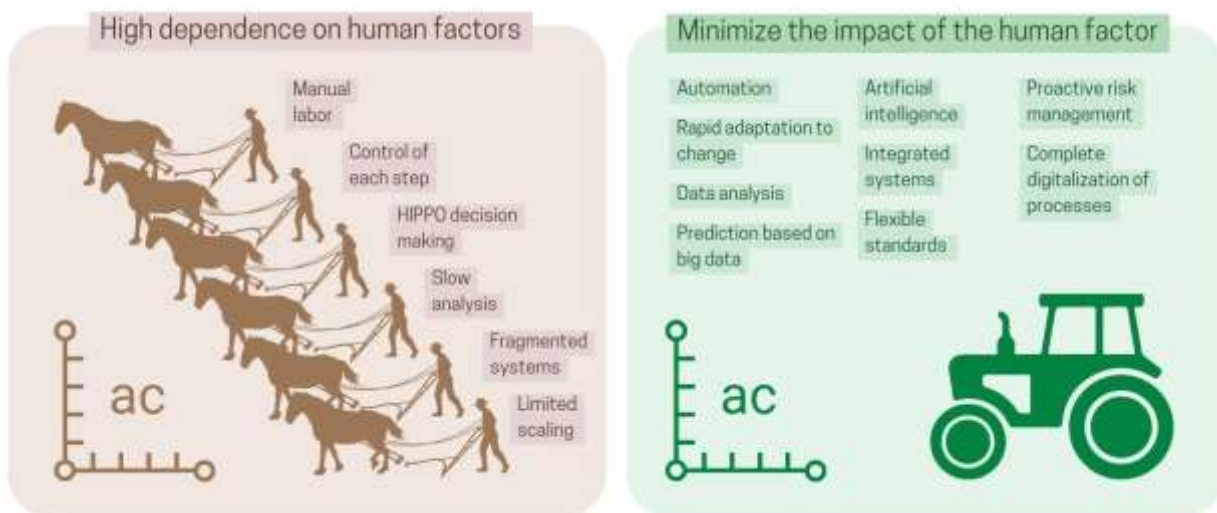 High dependence on human factors
Manual
labor
Control of
each step
HIPPO decision
making
Slow
analysis
Fragmented
systems
Limited
scaling
ac
Minimize the impact of the human factor
Automation
Rapid adaptation to
change
Data analysis
Prediction based on
big data
Artificial
intelligence
Integrated
systems
Flexible
standards
Proactive risk
management
Complete
digitalization of
processes
ac